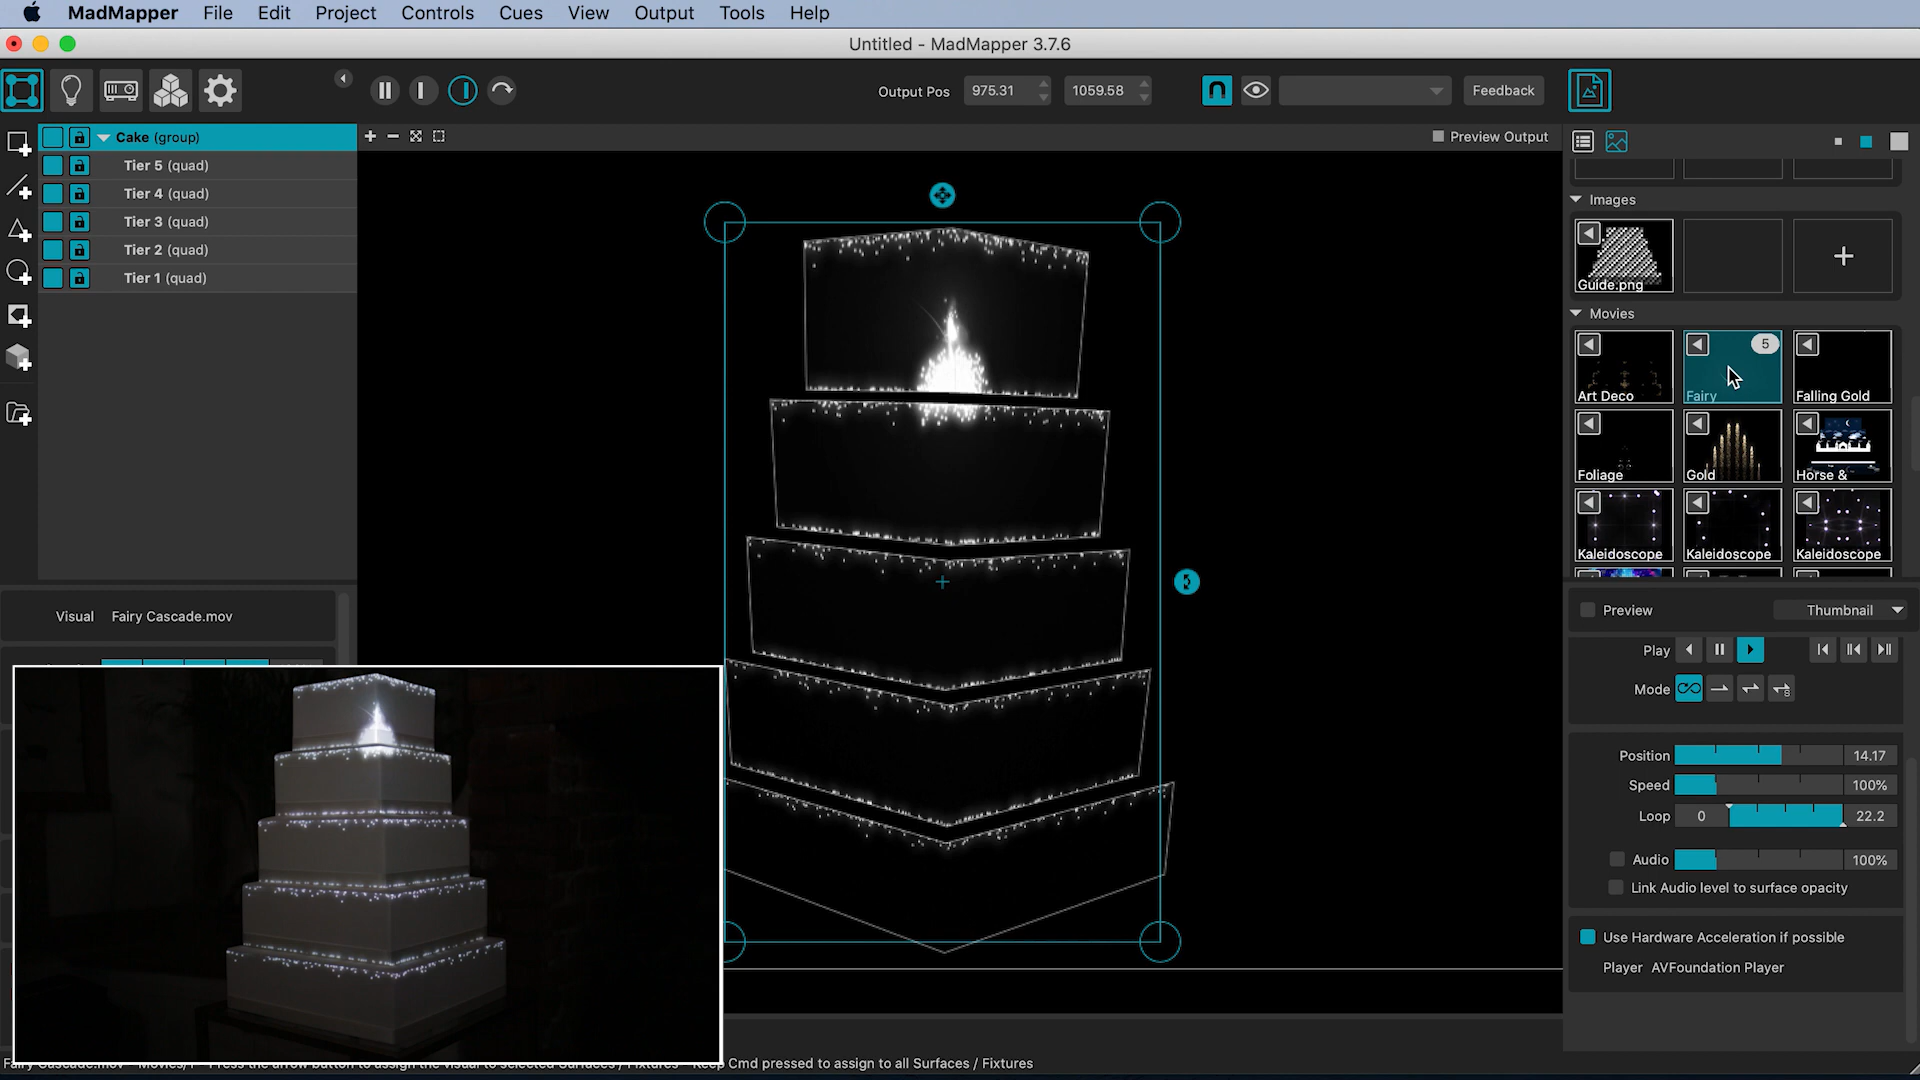 MadMapper File Edit Project Controls Cues View Output Tools Help
Untitled - MadMapper 3.7.6
Output Pos 975.31 1059.58 Feedback
Cake (group)
Tier 5 (quad)
Tier 4 (quad)
Tier 3 (quad)
Tier 2 (quad)
Tier 1 (quad)
Preview Output
Images
Guide.png
Movies
5
Art Deco Fairy Falling Gold
Foliage Gold Horse &
Kaleidoscope Kaleidoscope Kaleidoscope
Visual Fairy Cascade.mov
Preview Thumbnail
Play
Mode
Position 14.17
Speed 100%
Loop 0 22.2
Audio 100%
Link Audio level to surface opacity
Use Hardware Acceleration if possible
Player AVFoundation Player
Cmd pressed to assign to all Surfaces / Fixtures